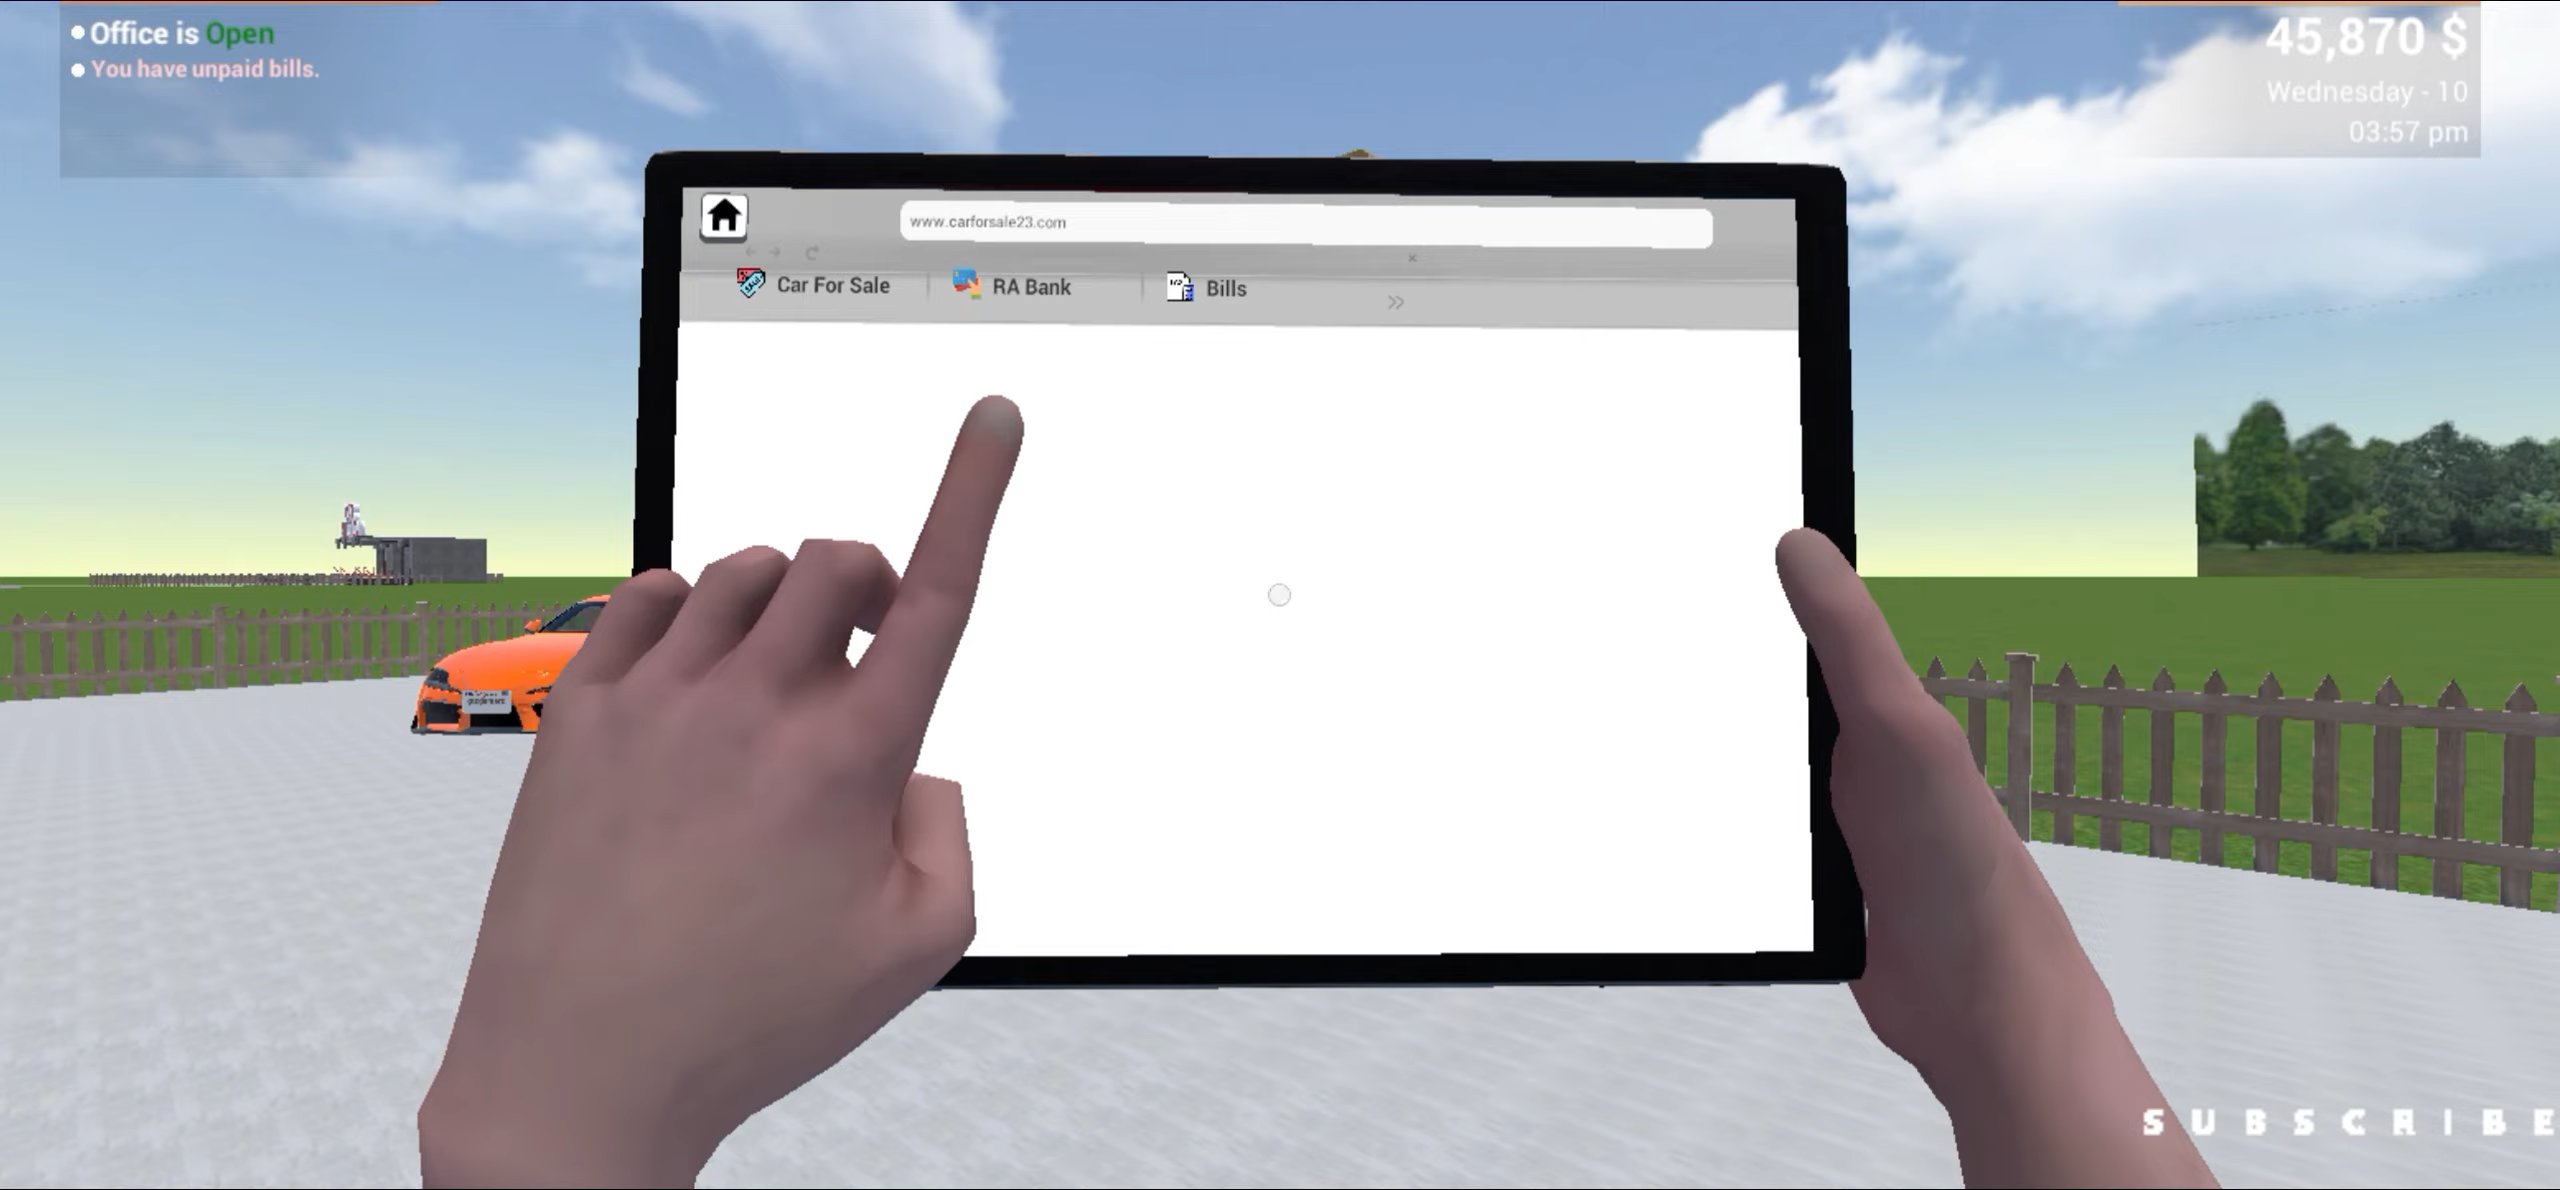 Office is Open
You have unpaid bills.
45,870 $
Wednesday - 10
03:57 pm
www.carforsale23.com
Car For Sale
RA Bank
Bills
SUBSCRIBE